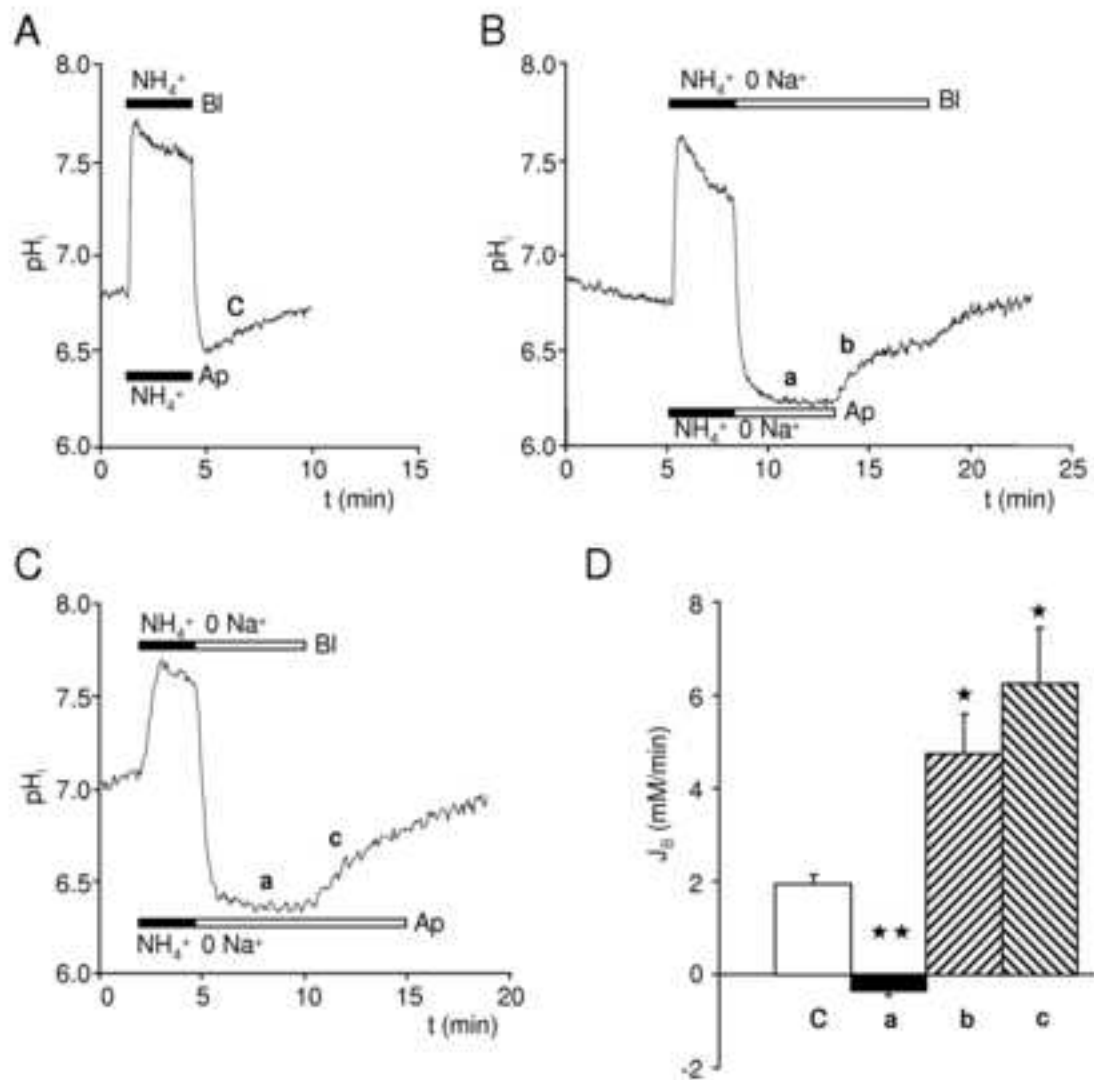 A
8.0
7.5
7.0
6.5
6.0
pHi
NH4+
Bl
C
Ap
NH4+
0 5 10 15
t (min)
B
8.0
7.5
7.0
6.5
6.0
pHi
NH4+ 0 Na+
Bl
a
b
Ap
NH4+ 0 Na+
0 5 10 15 20 25
t (min)
C
8.0
7.5
7.0
6.5
6.0
pHi
NH4+ 0 Na+
Bl
a
c
Ap
NH4+ 0 Na+
0 5 10 15 20
t (min)
D
8
6
4
2
0
-2
JB (mM/min)
★★
★
★
C a b c